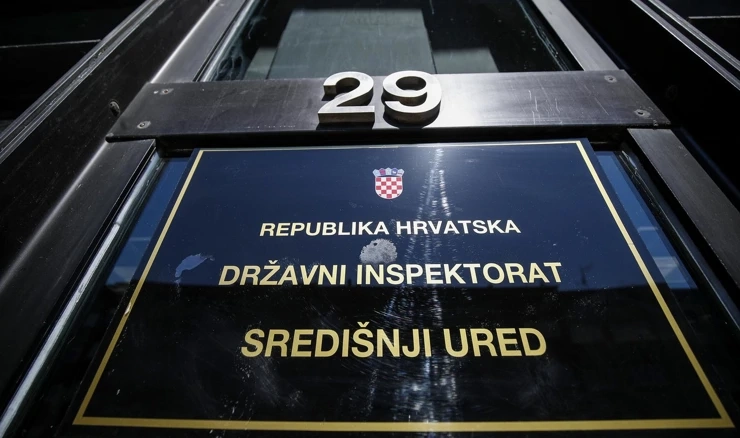 29
REPUBLIKA HRVATSKA
DRŽAVNI INSPEKTORAT
SREDIŠNJI URED